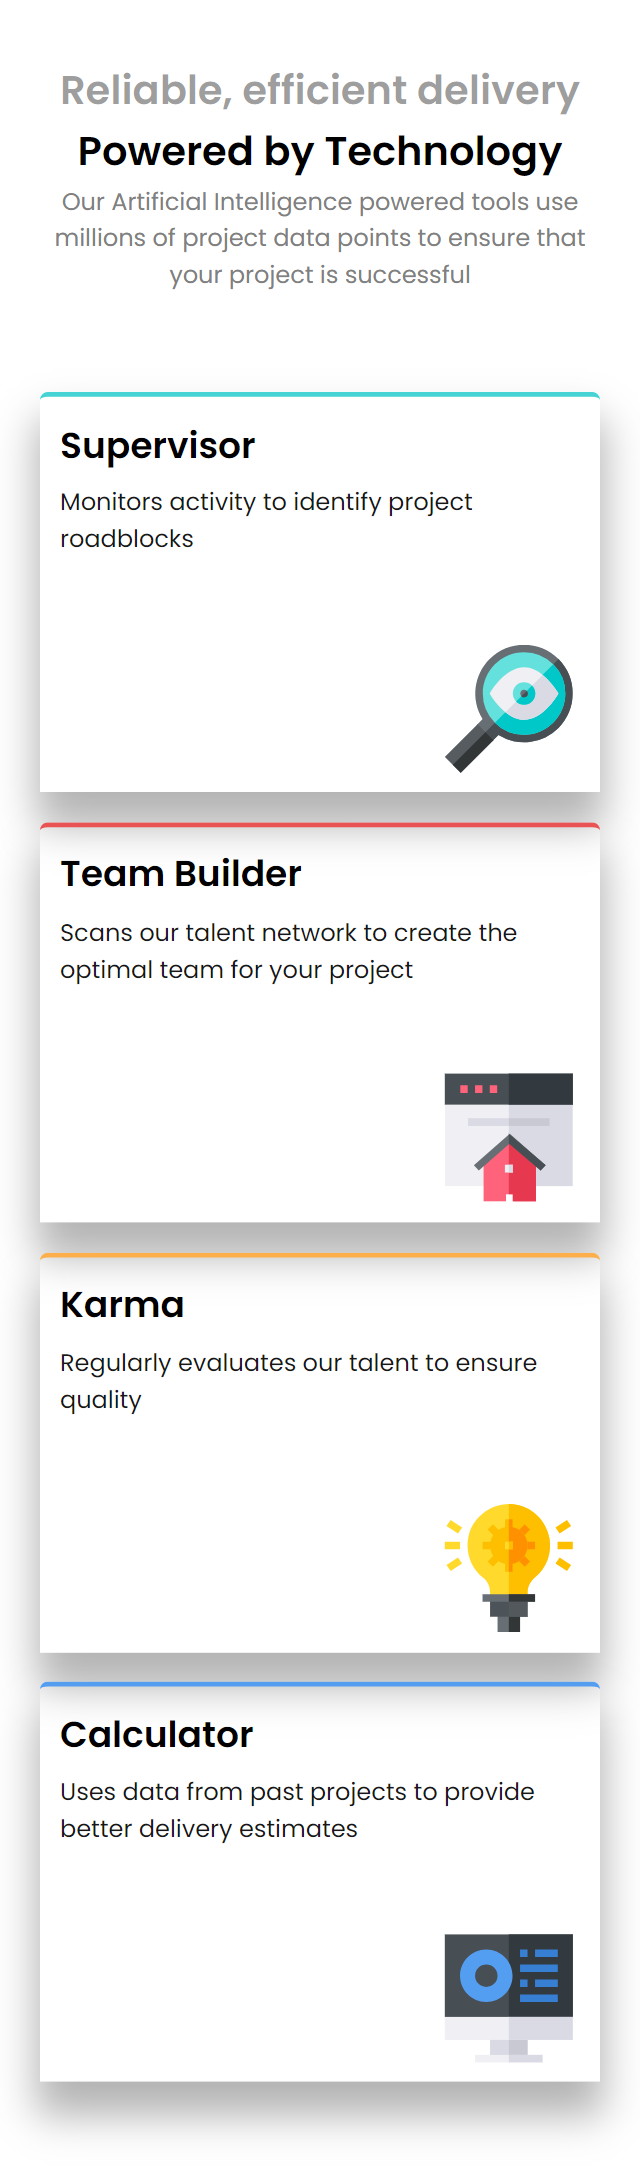 Reliable, efficient delivery
Powered by Technology
Our Artificial Intelligence powered tools use
millions of project data points to ensure that
your project is successful
Supervisor
Monitors activity to identify project
roadblocks
Team Builder
Scans our talent network to create the
optimal team for your project
Karma
Regularly evaluates our talent to ensure
quality
Calculator
Uses data from past projects to provide
better delivery estimates